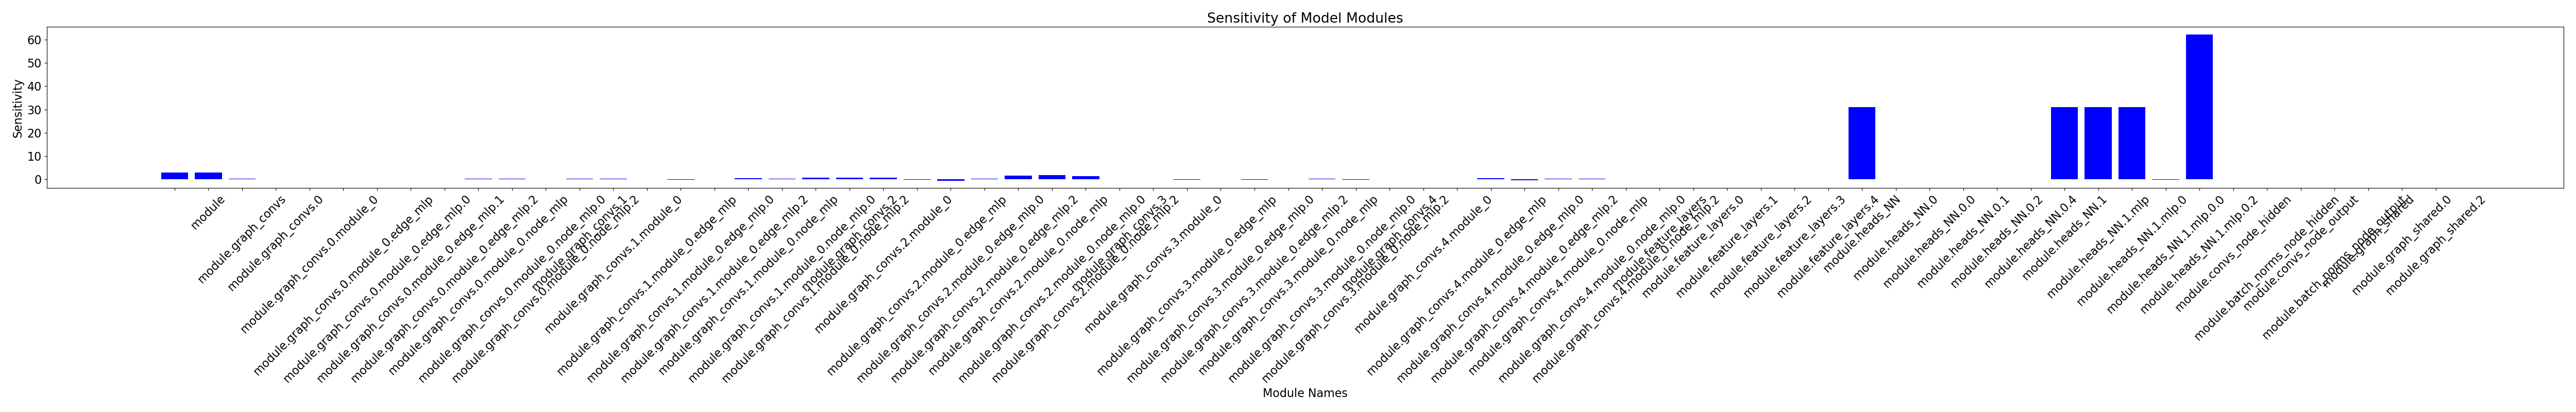 Sensitivity of Model Modules
Sensitivity
60
50
40
30
20
10
0
module
module.graph_convs
module.graph_convs.0
module.graph_convs.0.module_0
module.graph_convs.0.module_0.edge_mlp
module.graph_convs.0.module_0.edge_mlp.0
module.graph_convs.0.module_0.edge_mlp.1
module.graph_convs.0.module_0.edge_mlp.2
module.graph_convs.0.module_0.node_mlp
module.graph_convs.0.module_0.node_mlp.0
module.graph_convs.0.module_0.node_mlp.2
module.graph_convs.1
module.graph_convs.1.module_0
module.graph_convs.1.module_0.edge_mlp
module.graph_convs.1.module_0.edge_mlp.0
module.graph_convs.1.module_0.edge_mlp.2
module.graph_convs.1.module_0.node_mlp
module.graph_convs.1.module_0.node_mlp.0
module.graph_convs.1.module_0.node_mlp.2
module.graph_convs.2
module.graph_convs.2.module_0
module.graph_convs.2.module_0.edge_mlp
module.graph_convs.2.module_0.edge_mlp.0
module.graph_convs.2.module_0.edge_mlp.2
module.graph_convs.2.module_0.node_mlp
module.graph_convs.2.module_0.node_mlp.0
module.graph_convs.2.module_0.node_mlp.2
module.graph_convs.3
module.graph_convs.3.module_0
module.graph_convs.3.module_0.edge_mlp
module.graph_convs.3.module_0.edge_mlp.0
module.graph_convs.3.module_0.edge_mlp.2
module.graph_convs.3.module_0.node_mlp
module.graph_convs.3.module_0.node_mlp.0
module.graph_convs.3.module_0.node_mlp.2
module.graph_convs.4
module.graph_convs.4.module_0
module.graph_convs.4.module_0.edge_mlp
module.graph_convs.4.module_0.edge_mlp.0
module.graph_convs.4.module_0.edge_mlp.2
module.graph_convs.4.module_0.node_mlp
module.graph_convs.4.module_0.node_mlp.0
module.graph_convs.4.module_0.node_mlp.2
module.feature_layers
module.feature_layers.0
module.feature_layers.1
module.feature_layers.2
module.feature_layers.3
module.feature_layers.4
module.heads_NN
module.heads_NN.0
module.heads_NN.0.0
module.heads_NN.0.1
module.heads_NN.0.2
module.heads_NN.0.4
module.heads_NN.1
module.heads_NN.1.mlp
module.heads_NN.1.mlp.0
module.heads_NN.1.mlp.0.0
module.heads_NN.1.mlp.0.2
module.convs_node_hidden
module.batch_norms_node_hidden
module.convs_node_output
module.batch_norms_node_output
module.graph_shared
module.graph_shared.0
module.graph_shared.2
Module Names